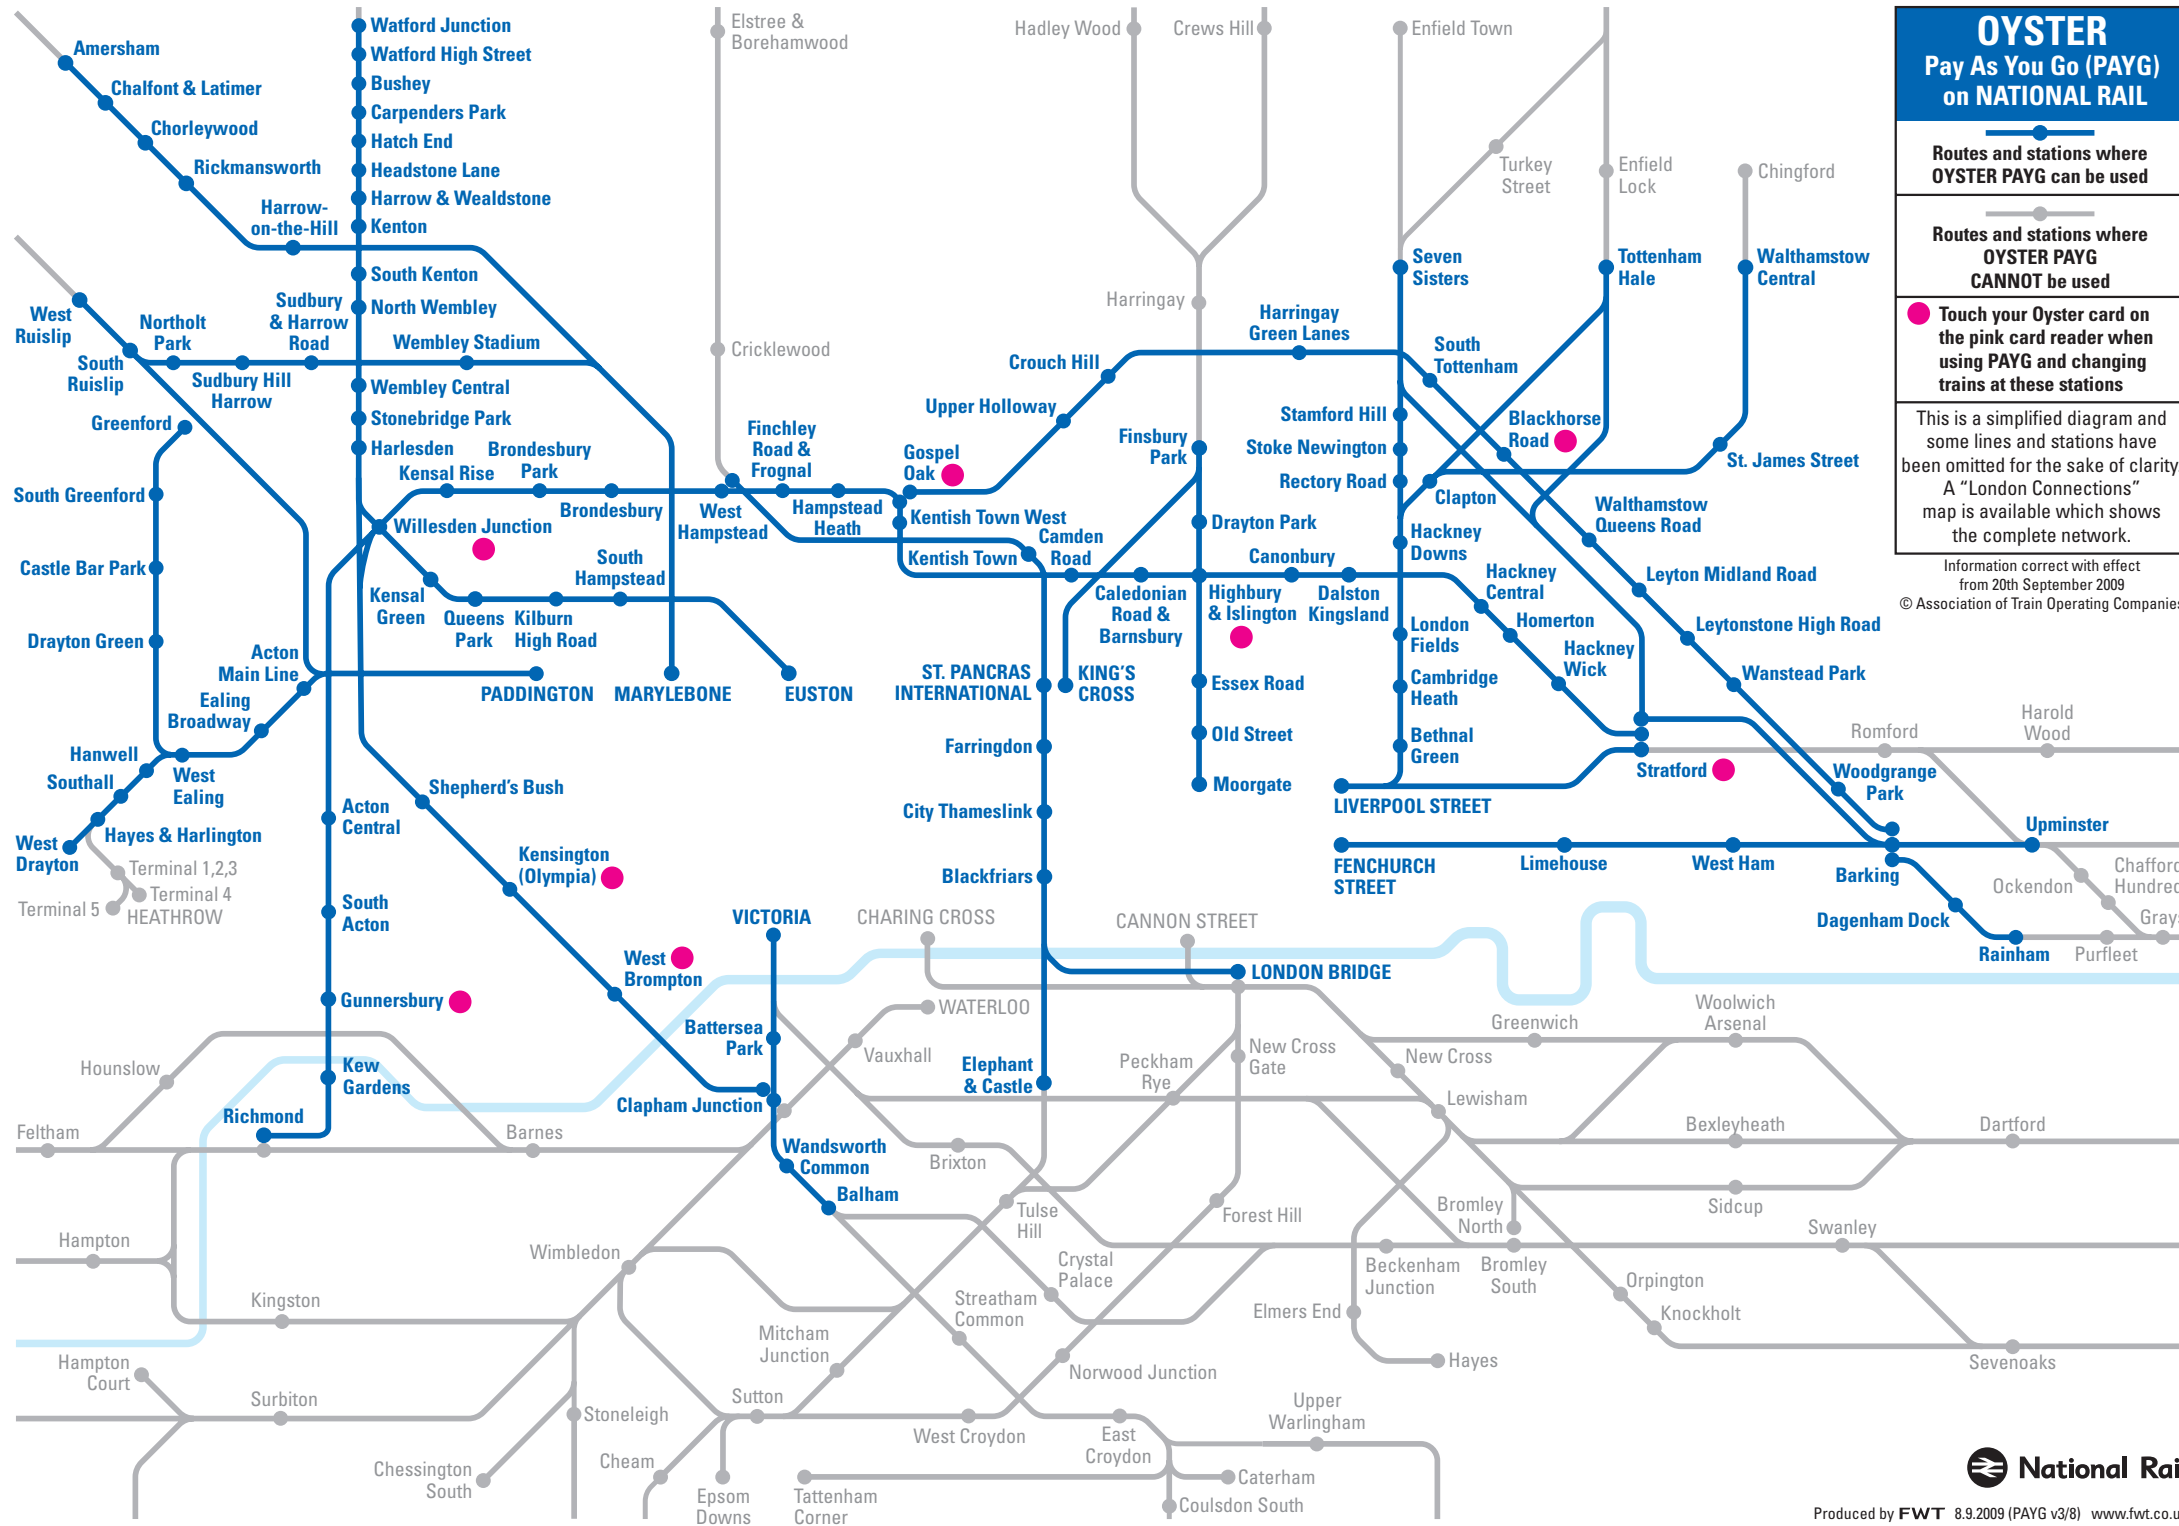 Amersham
Chalfont & Latimer
Chorleywood
Rickmansworth
Harrow-
on-the-Hill
Watford Junction
Watford High Street
Bushey
Carpenders Park
Hatch End
Headstone Lane
Harrow & Wealdstone
Kenton
South Kenton
North Wembley
Wembley Central
Stonebridge Park
Harlesden
Elstree &
Borehamwood
Cricklewood
Hadley Wood
Crews Hill
Harringay
Enfield Town
Turkey
Street
Enfield
Lock
Chingford
Seven
Sisters
Tottenham
Hale
Walthamstow
Central
West
Ruislip
South
Ruislip
Northolt
Park
Sudbury Hill
Harrow
Sudbury
& Harrow
Road
Wembley Stadium
Greenford
South Greenford
Castle Bar Park
Drayton Green
Acton
Main Line
Ealing
Broadway
Hanwell
Southall
West
Ealing
Hayes & Harlington
West
Drayton
Terminal 1,2,3
Terminal 4
Terminal 5
HEATHROW
Kensal Rise
Brondesbury
Park
Brondesbury
West
Hampstead
Finchley
Road &
Frognal
Hampstead
Heath
Gospel
Oak
Kentish Town West
Kentish Town
Camden
Road
Upper Holloway
Crouch Hill
Harringay
Green Lanes
South
Tottenham
Blackhorse
Road
Walthamstow
Queens Road
Leyton Midland Road
Leytonstone High Road
Wanstead Park
Woodgrange
Park
Finsbury
Park
Drayton Park
Stamford Hill
Stoke Newington
Rectory Road
Clapton
St. James Street
Hackney
Downs
Willesden Junction
Kensal
Green
Queens
Park
Kilburn
High Road
South
Hampstead
PADDINGTON
MARYLEBONE
EUSTON
ST. PANCRAS
INTERNATIONAL
KING'S
CROSS
Caledonian
Road &
Barnsbury
Highbury
& Islington
Canonbury
Dalston
Kingsland
Hackney
Central
Homerton
Hackney
Wick
London
Fields
Cambridge
Heath
Bethnal
Green
Essex Road
Old Street
Moorgate
Farringdon
City Thameslink
Blackfriars
LIVERPOOL STREET
Stratford
Romford
Harold
Wood
FENCHURCH
STREET
Limehouse
West Ham
Barking
Upminster
Dagenham Dock
Rainham
Ockendon
Purfleet
Acton
Central
South
Acton
Gunnersbury
Kew
Gardens
Richmond
Shepherd's Bush
Kensington
(Olympia)
West
Brompton
VICTORIA
Battersea
Park
Clapham Junction
Wandsworth
Common
Balham
CHARING CROSS
CANNON STREET
LONDON BRIDGE
WATERLOO
Vauxhall
Elephant
& Castle
Peckham
Rye
New Cross
Gate
New Cross
Greenwich
Woolwich
Arsenal
Lewisham
Bexleyheath
Dartford
Sidcup
Hounslow
Feltham
Barnes
Brixton
Tulse
Hill
Forest Hill
Bromley
North
Swanley
Hampton
Wimbledon
Crystal
Palace
Beckenham
Junction
Bromley
South
Orpington
Knockholt
Kingston
Streatham
Common
Elmers End
Mitcham
Junction
Norwood Junction
Hayes
Sevenoaks
Hampton
Court
Surbiton
Stoneleigh
Sutton
West Croydon
East
Croydon
Upper
Warlingham
Chessington
South
Cheam
Epsom
Downs
Tattenham
Corner
Caterham
Coulsdon South
OYSTER
Pay As You Go (PAYG)
on NATIONAL RAIL
Routes and stations where
OYSTER PAYG can be used
Routes and stations where
OYSTER PAYG
CANNOT be used
Touch your Oyster card on
the pink card reader when
using PAYG and changing
trains at these stations
This is a simplified diagram and
some lines and stations have
been omitted for the sake of clarity.
A “London Connections”
map is available which shows
the complete network.
Information correct with effect
from 20th September 2009
© Association of Train Operating Companies
National Rai
Produced by FWT 8.9.2009 (PAYG v3/8) www.fwt.co.u